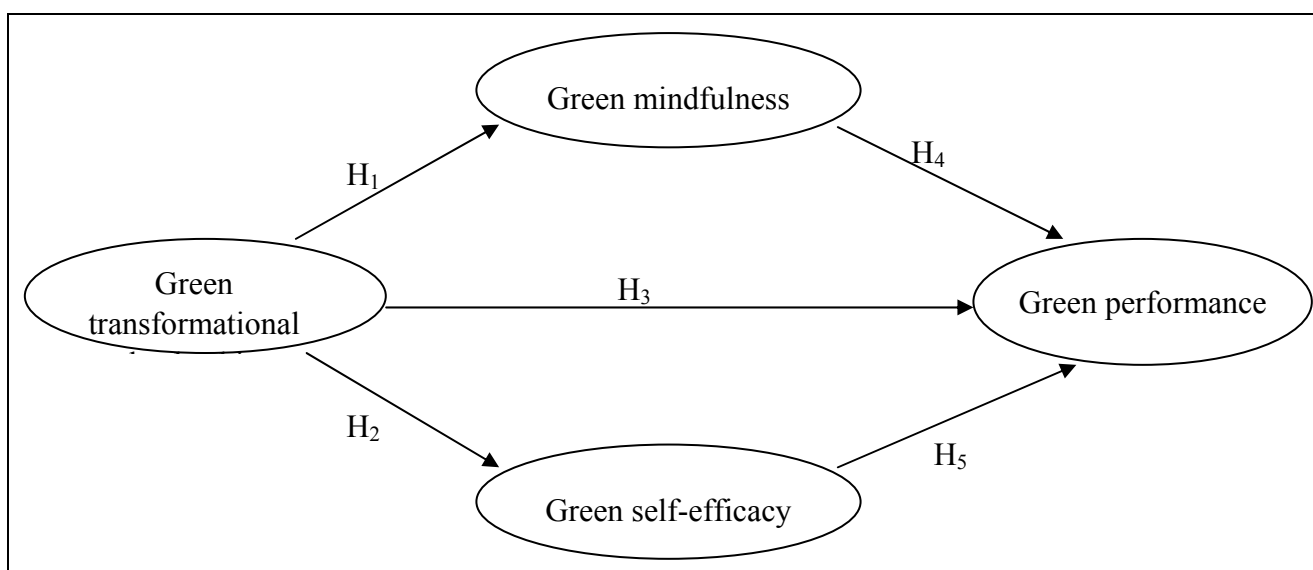 Green mindfulness
H₁
H₄
Green
transformational
H₃
Green performance
H₂
H₅
Green self-efficacy